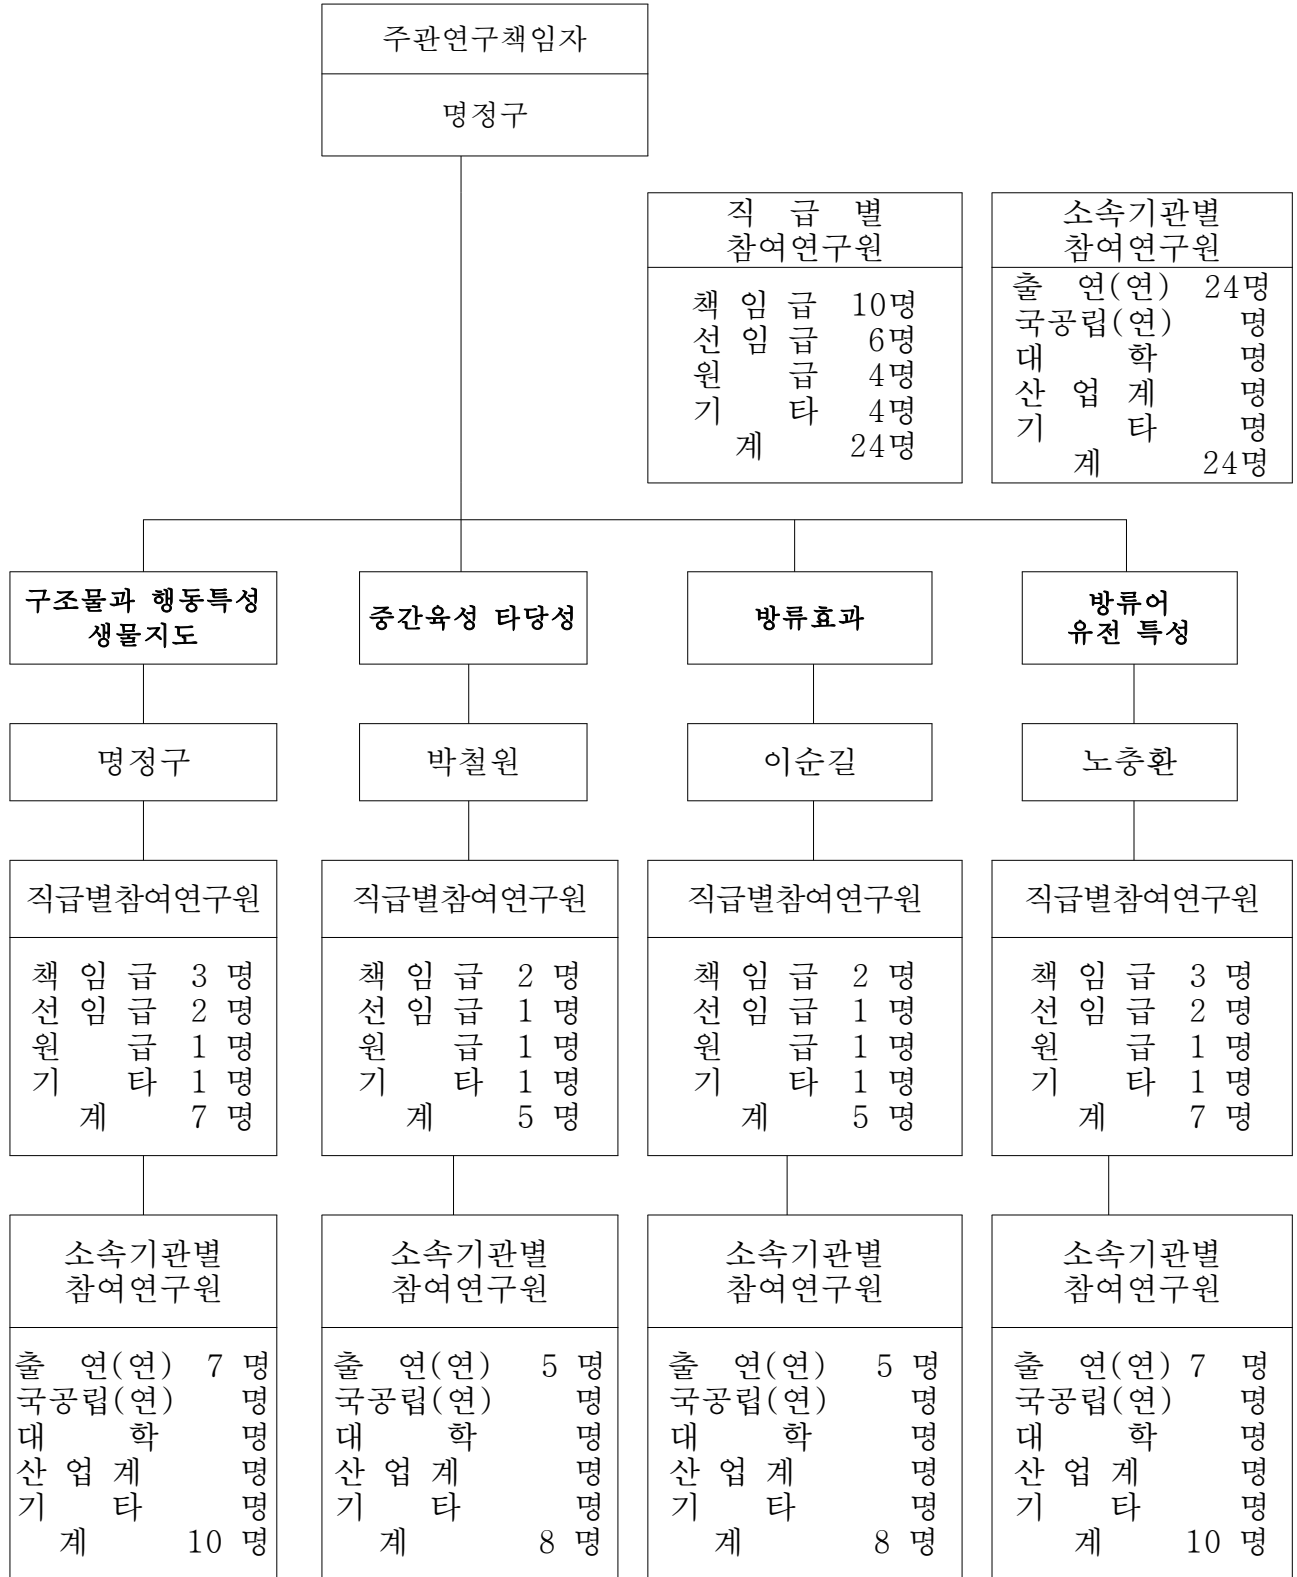 주관연구책임자
명정구
직 급 별
참여연구원
책 임 급 10명
선 임 급 6명
원 급 4명
기 타 4명
계 24명
소속기관별
참여연구원
출 연(연) 24명
국공립(연) 명
대 학 명
산 업 계 명
기 타 명
계 24명
구조물과 행동특성
생물지도
중간육성 타당성
방류효과
방류어
유전 특성
명정구
박철원
이순길
노충환
직급별참여연구원
책 임 급 3 명
선 임 급 2 명
원 급 1 명
기 타 1 명
계 7 명
직급별참여연구원
책 임 급 2 명
선 임 급 1 명
원 급 1 명
기 타 1 명
계 5 명
직급별참여연구원
책 임 급 2 명
선 임 급 1 명
원 급 1 명
기 타 1 명
계 5 명
직급별참여연구원
책 임 급 3 명
선 임 급 2 명
원 급 1 명
기 타 1 명
계 7 명
소속기관별
참여연구원
출 연(연) 7 명
국공립(연) 명
대 학 명
산 업 계 명
기 타 명
계 10 명
소속기관별
참여연구원
출 연(연) 5 명
국공립(연) 명
대 학 명
산 업 계 명
기 타 명
계 8 명
소속기관별
참여연구원
출 연(연) 5 명
국공립(연) 명
대 학 명
산 업 계 명
기 타 명
계 8 명
소속기관별
참여연구원
출 연(연) 7 명
국공립(연) 명
대 학 명
산 업 계 명
기 타 명
계 10 명